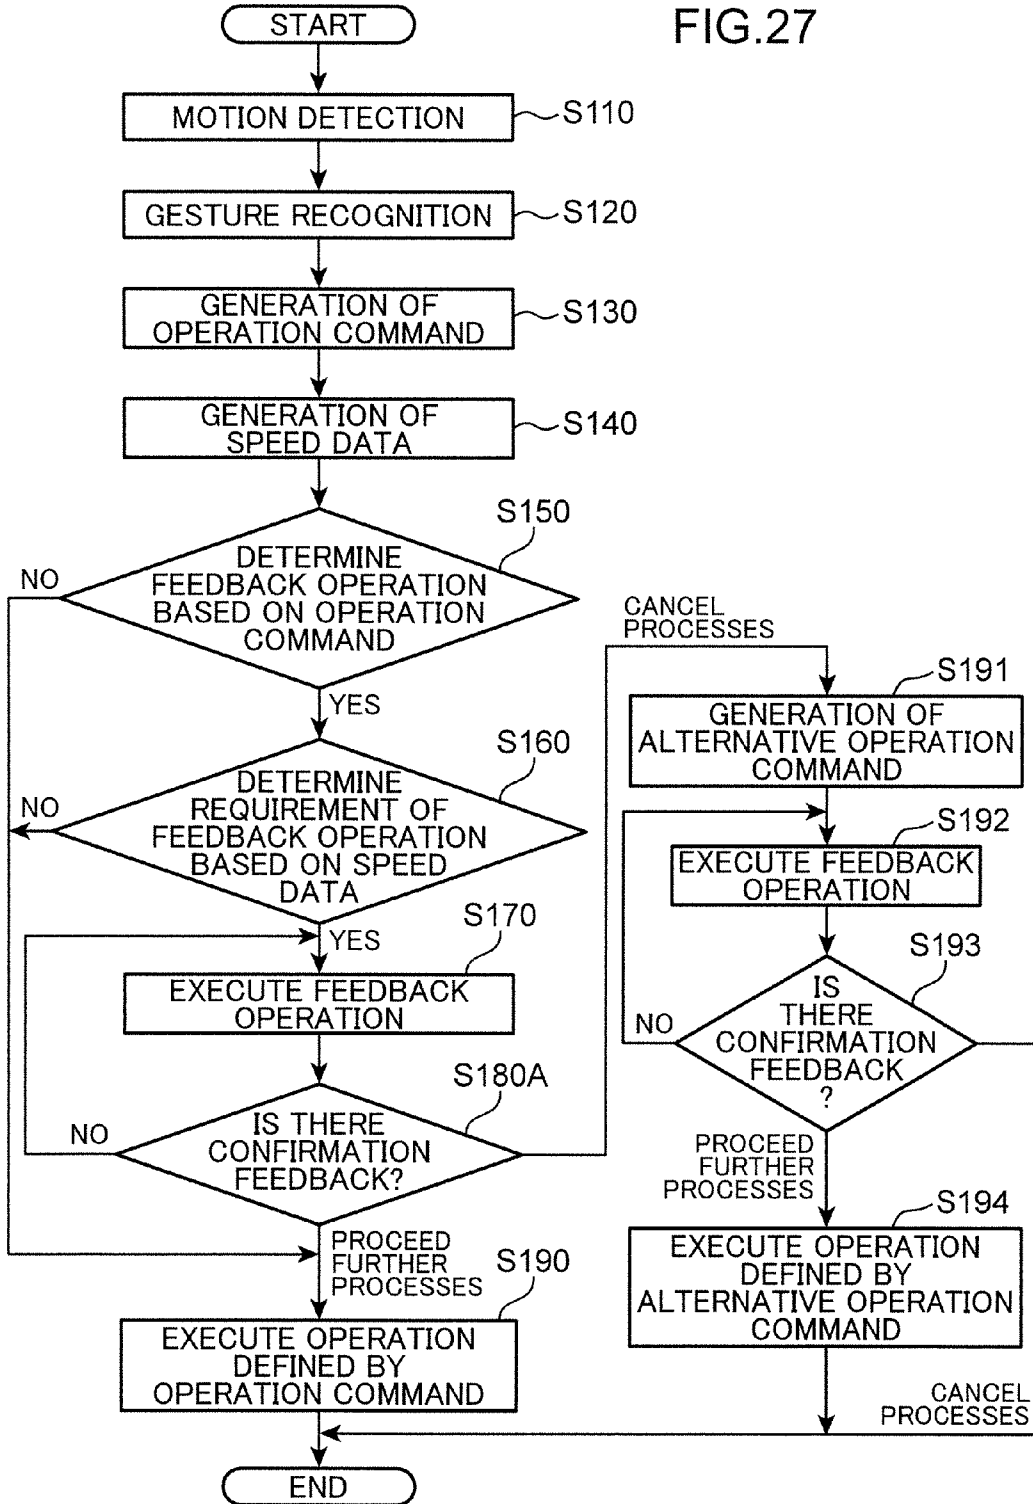 FIG.27
START
MOTION DETECTION
S110
GESTURE RECOGNITION
S120
GENERATION OF
OPERATION COMMAND
S130
GENERATION OF
SPEED DATA
S140
S150
DETERMINE
FEEDBACK OPERATION
BASED ON OPERATION
COMMAND
NO
YES
S160
DETERMINE
REQUIREMENT OF
FEEDBACK OPERATION
BASED ON SPEED
DATA
NO
YES
S170
EXECUTE FEEDBACK
OPERATION
S180A
IS THERE
CONFIRMATION
FEEDBACK?
NO
PROCEED
FURTHER
PROCESSES
S190
EXECUTE OPERATION
DEFINED BY
OPERATION COMMAND
END
CANCEL
PROCESSES
S191
GENERATION OF
ALTERNATIVE OPERATION
COMMAND
S192
EXECUTE FEEDBACK
OPERATION
S193
IS
THERE
CONFIRMATION
FEEDBACK
?
NO
PROCEED
FURTHER
PROCESSES
S194
EXECUTE OPERATION
DEFINED BY
ALTERNATIVE OPERATION
COMMAND
CANCEL
PROCESSES